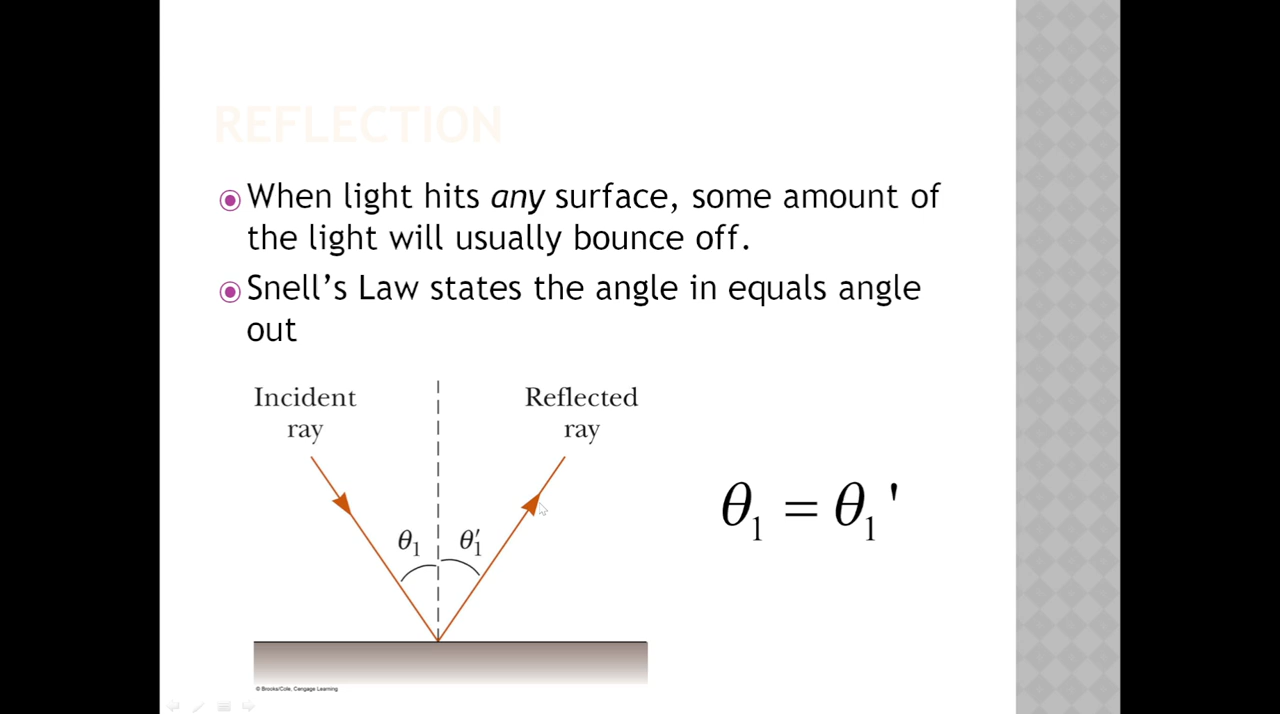 REFLECTION
When light hits any surface, some amount of
the light will usually bounce off.
Snell’s Law states the angle in equals angle
out
Incident
ray
Reflected
ray
θ₁
θ₁′
θ₁ = θ₁'
© Brooks/Cole, Cengage Learning